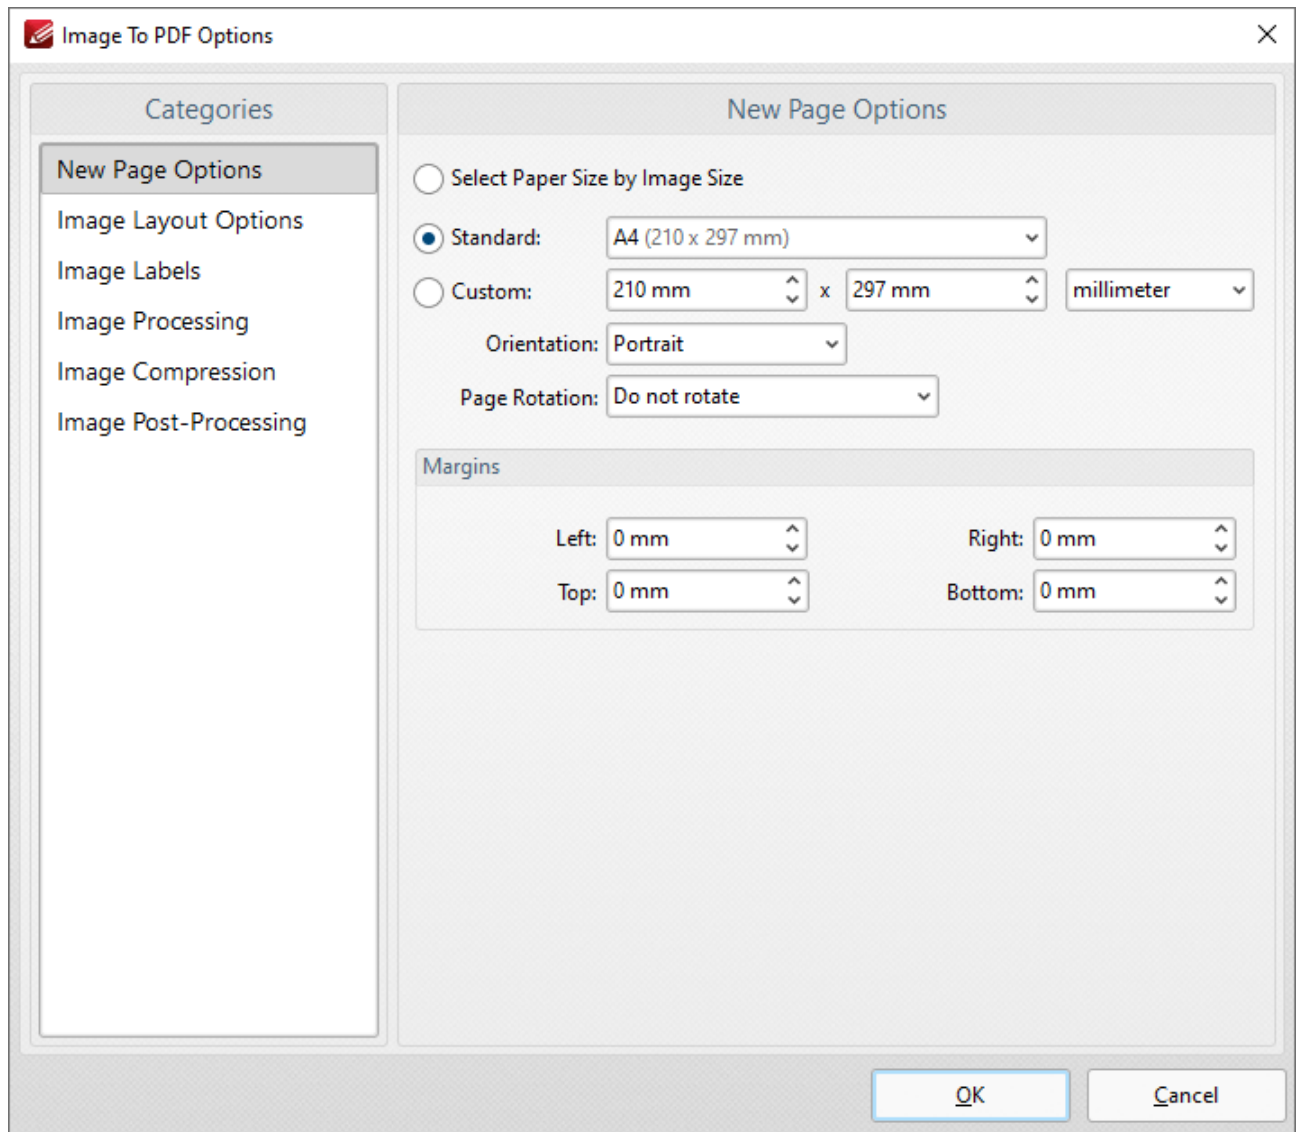 Image To PDF Options
Categories
New Page Options
Image Layout Options
Image Labels
Image Processing
Image Compression
Image Post-Processing
New Page Options
Select Paper Size by Image Size
Standard: A4 (210 x 297 mm)
Custom: 210 mm x 297 mm millimeter
Orientation: Portrait
Page Rotation: Do not rotate
Margins
Left: 0 mm Right: 0 mm
Top: 0 mm Bottom: 0 mm
OK Cancel